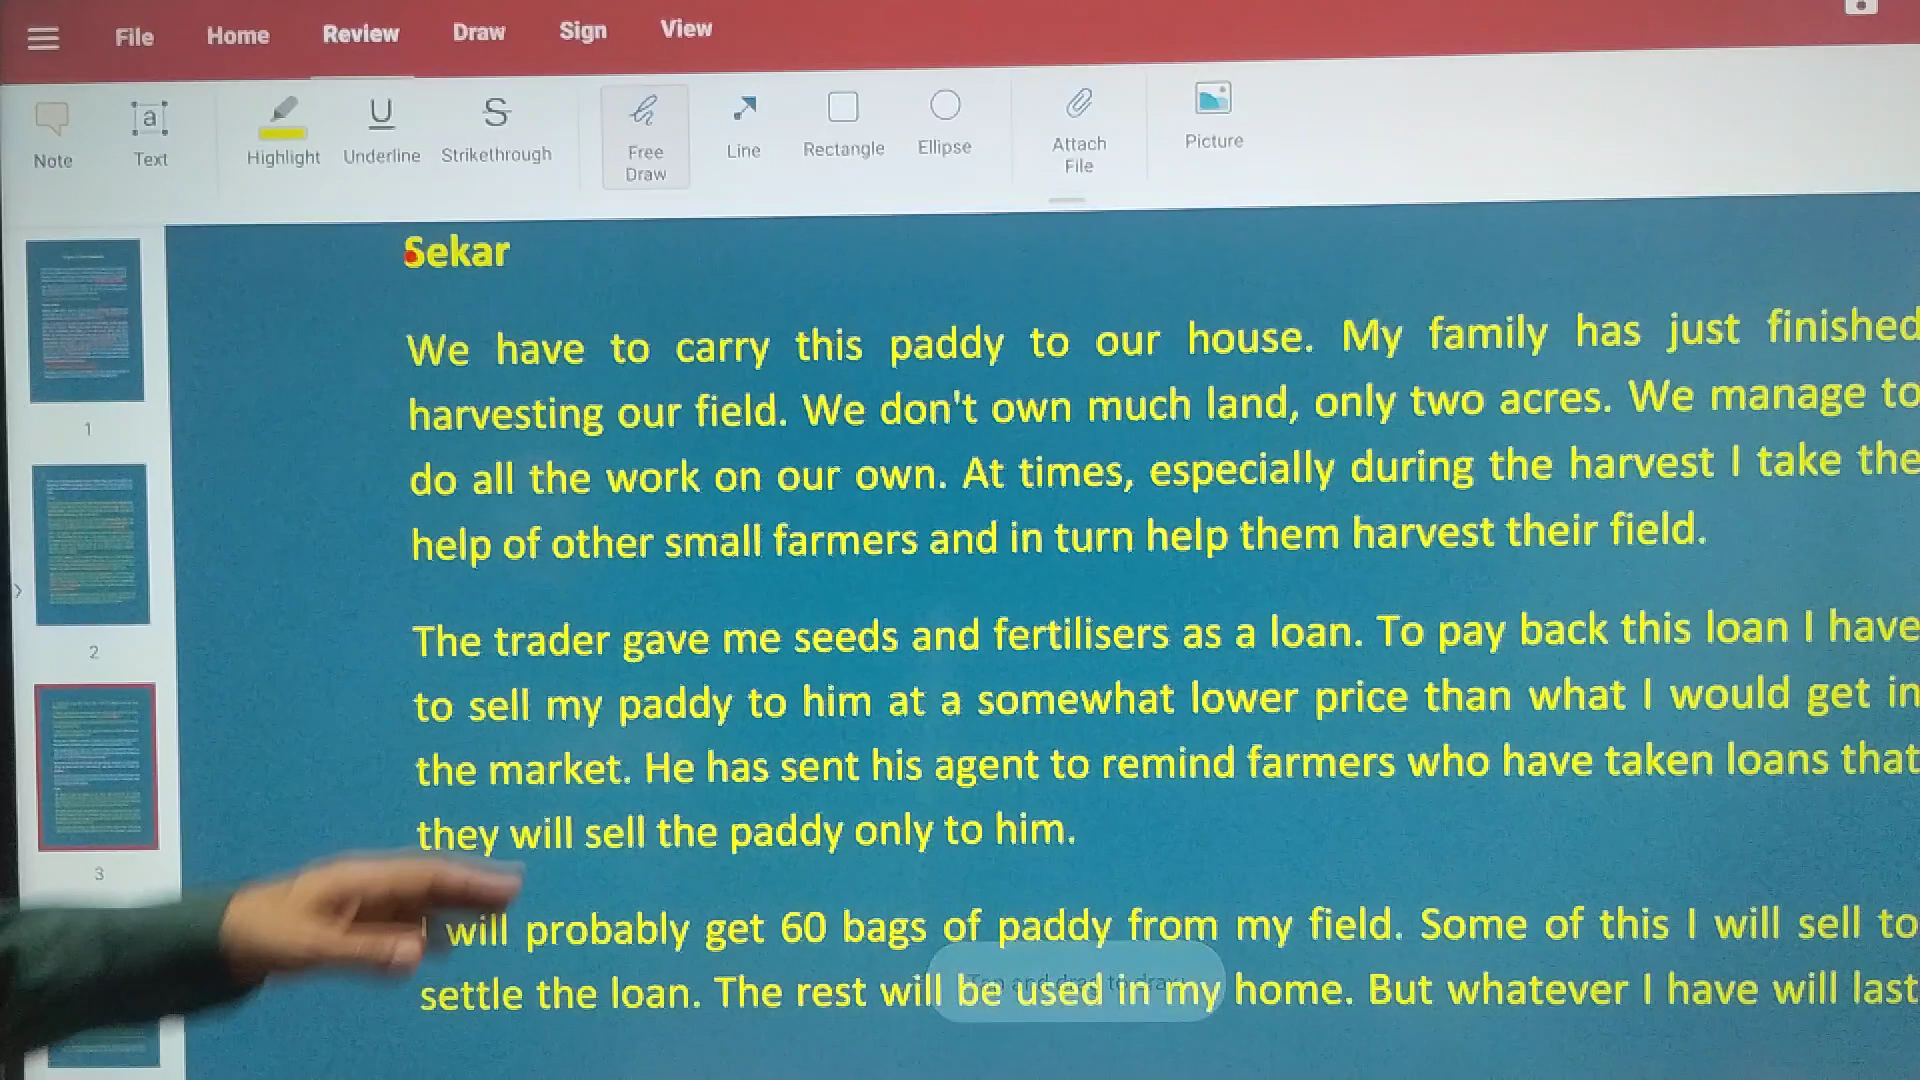 File Home Review Draw Sign View
Note Text Highlight Underline Strikethrough Free Draw Line Rectangle Ellipse Attach File Picture
Sekar
We have to carry this paddy to our house. My family has just finished
harvesting our field. We don't own much land, only two acres. We manage to
do all the work on our own. At times, especially during the harvest I take the
help of other small farmers and in turn help them harvest their field.
The trader gave me seeds and fertilisers as a loan. To pay back this loan I have
to sell my paddy to him at a somewhat lower price than what I would get in
the market. He has sent his agent to remind farmers who have taken loans that
they will sell the paddy only to him.
I will probably get 60 bags of paddy from my field. Some of this I will sell to
settle the loan. The rest will be used in my home. But whatever I have will last
Tap and drag to draw
1
2
3